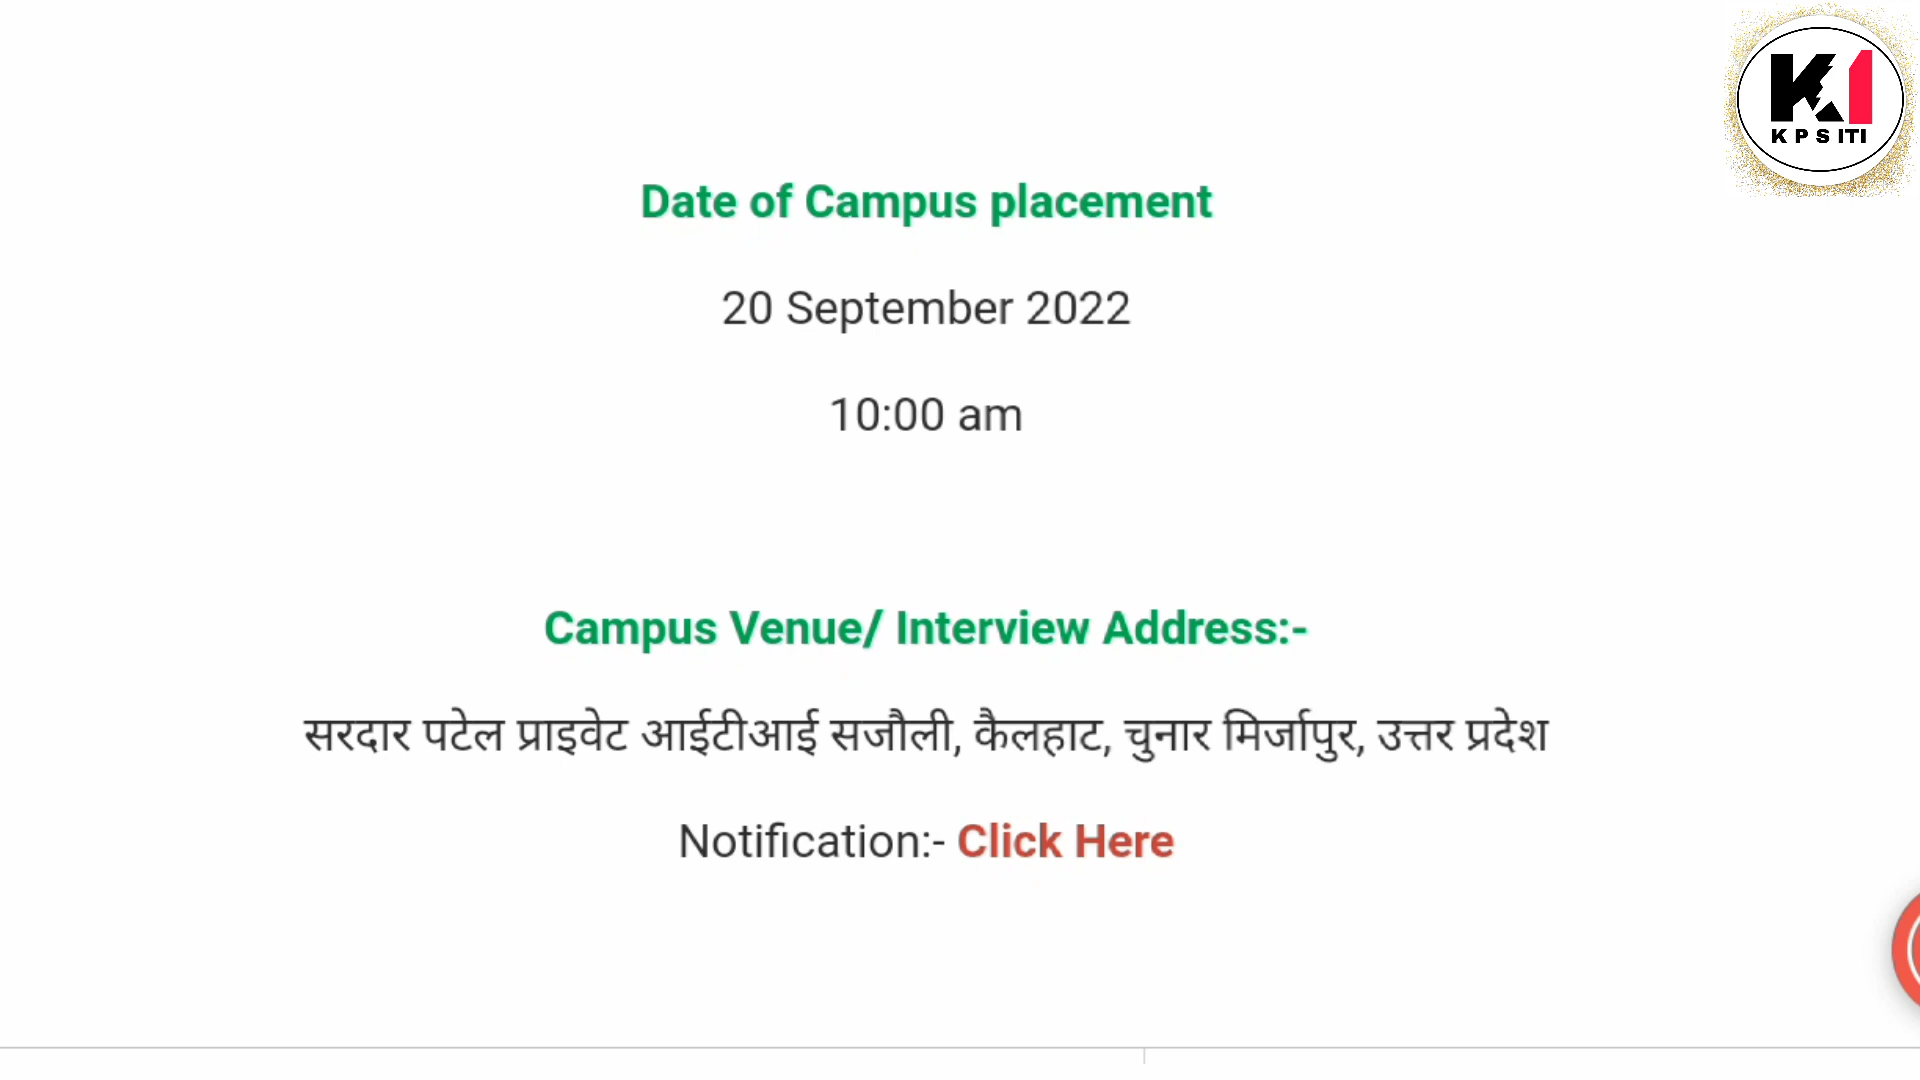 K1
K P S ITI
Date of Campus placement
20 September 2022
10:00 am
Campus Venue/ Interview Address:-
सरदार पटेल प्राइवेट आईटीआई सजौली, कैलहाट, चुनार मिर्जापुर, उत्तर प्रदेश
Notification:- Click Here